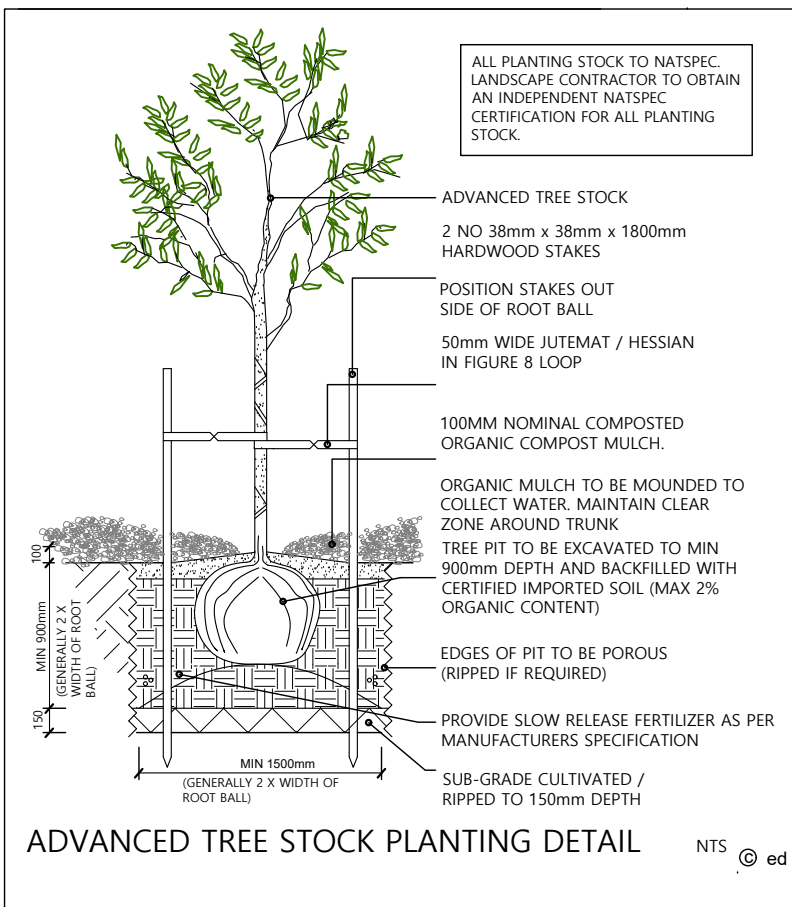 ALL PLANTING STOCK TO NATSPEC.
LANDSCAPE CONTRACTOR TO OBTAIN
AN INDEPENDENT NATSPEC
CERTIFICATION FOR ALL PLANTING
STOCK.
ADVANCED TREE STOCK
2 NO 38mm x 38mm x 1800mm
HARDWOOD STAKES
POSITION STAKES OUT
SIDE OF ROOT BALL
50mm WIDE JUTEMAT / HESSIAN
IN FIGURE 8 LOOP
100MM NOMINAL COMPOSTED
ORGANIC COMPOST MULCH.
ORGANIC MULCH TO BE MOUNDED TO
COLLECT WATER. MAINTAIN CLEAR
ZONE AROUND TRUNK
TREE PIT TO BE EXCAVATED TO MIN
900mm DEPTH AND BACKFILLED WITH
CERTIFIED IMPORTED SOIL (MAX 2%
ORGANIC CONTENT)
EDGES OF PIT TO BE POROUS
(RIPPED IF REQUIRED)
PROVIDE SLOW RELEASE FERTILIZER AS PER
MANUFACTURERS SPECIFICATION
SUB-GRADE CULTIVATED /
RIPPED TO 150mm DEPTH
100
MIN 900mm
(GENERALLY 2 X
WIDTH OF ROOT
BALL)
150
MIN 1500mm
(GENERALLY 2 X WIDTH OF
ROOT BALL)
ADVANCED TREE STOCK PLANTING DETAIL
NTS
© ed